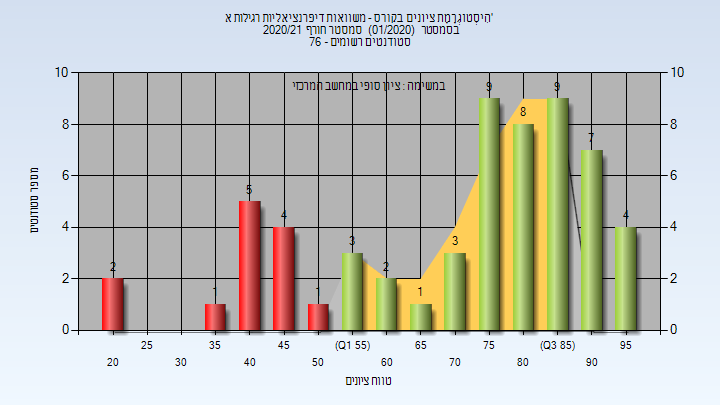 היסטוגרמת ציונים בקורס - משוואות דיפרנציאליות רגילות א'
בסמסטר (01/2020) סמסטר חורף 2020/21
סטודנטים רשומים - 76
במשימה : ציון סופי במחשב המרכזי
מספר סטודנטים
10 10
8 8
6 6
4 4
2 2
0 0
2 1 5 4 1 3 2 1 3 9 8 9 7 4
25 35 45 (Q1 55) 65 75 (Q3 85) 95
20 30 40 50 60 70 80 90
טווח ציונים